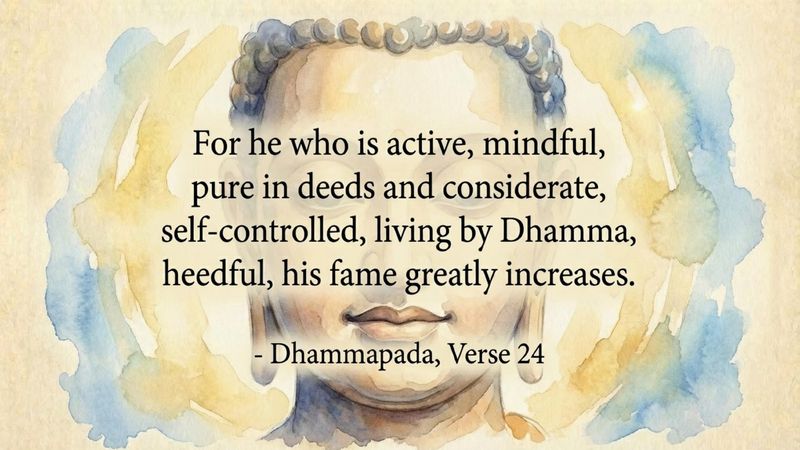 For he who is active, mindful,
pure in deeds and considerate,
self-controlled, living by Dhamma,
heedful, his fame greatly increases.
- Dhammapada, Verse 24